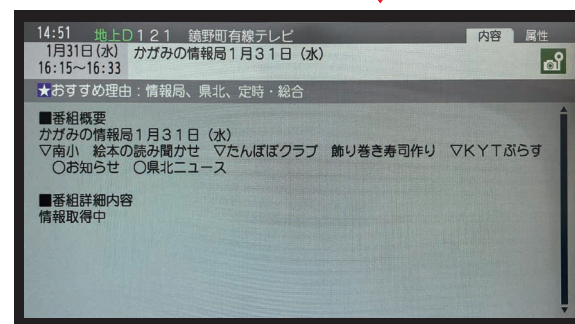 14:51 地上D121 鏡野町有線テレビ 内容 属性
1月31日(水) かがみの情報局1月31日(水)
16:15～16:33
★おすすめ理由：情報局、県北、定時・総合
■番組概要
かがみの情報局1月31日(水)
▽南小 絵本の読み聞かせ ▽たんぽぽクラブ 飾り巻き寿司作り ▽KYTぷらす
○お知らせ ○県北ニュース
■番組詳細内容
情報取得中